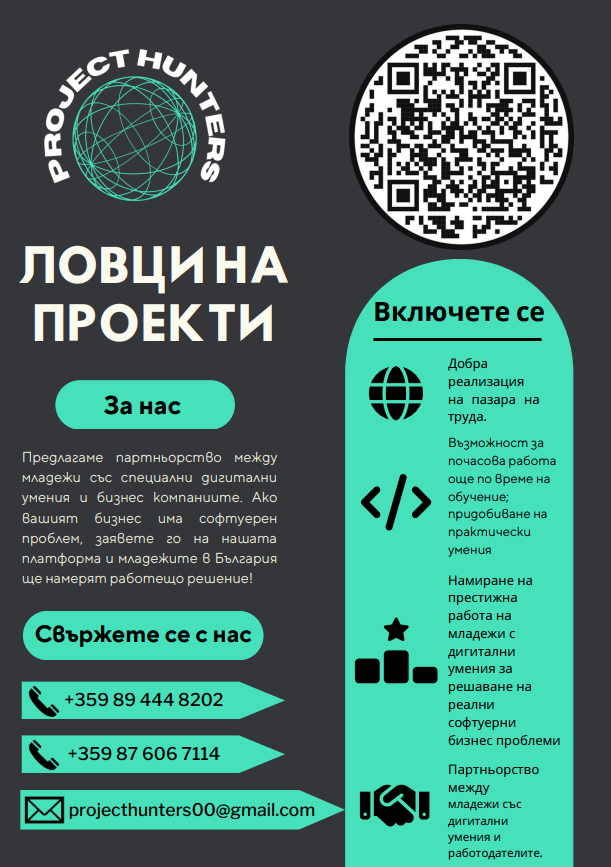 PROJECT HUNTERS
ЛОВЦИ НА
ПРОЕКТИ
За нас
Предлагаме партньорство между
младежи със специални дигитални
умения и бизнес компаниите. Ако
вашият бизнес има софтуерен
проблем, заявете го на нашата
платформа и младежите в България
ще намерят работещо решение!
Свържете се с нас
+359 89 444 8202
+359 87 606 7114
projecthunters00@gmail.com
Включете се
Добра
реализация
на пазара на
труда.
Възможност за
почасова работа
още по време на
обучение;
придобиване на
практически
умения
Намиране на
престижна
работа на
младежи с
дигитални
умения за
решаване на
реални
софтуерни
бизнес проблеми
Партньорство
между
младежи със
дигитални
умения и
работодателите.